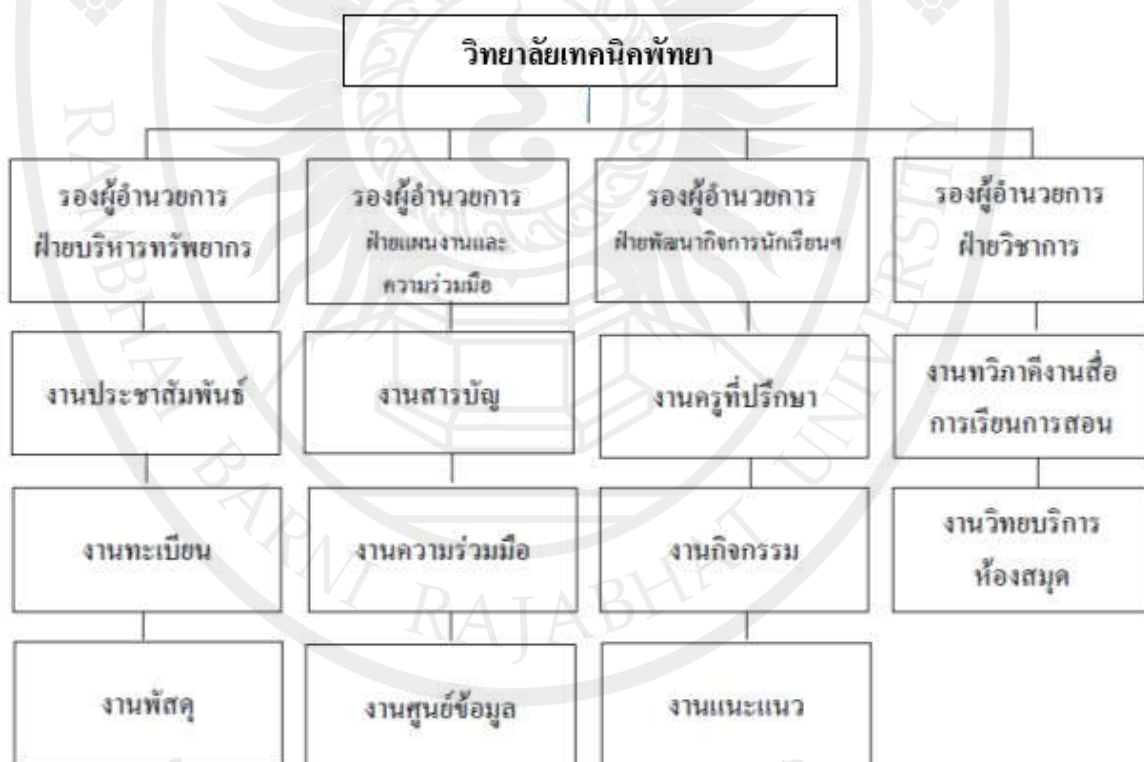 วิทยาลัยเทคนิคพัทยา
รองผู้อำนวยการ
ฝ่ายบริหารทรัพยากร
รองผู้อำนวยการ
ฝ่ายแผนงานและ
ความร่วมมือ
รองผู้อำนวยการ
ฝ่ายพัฒนากิจการนักเรียนฯ
รองผู้อำนวยการ
ฝ่ายวิชาการ
งานประชาสัมพันธ์
งานสารบัญ
งานครูที่ปรึกษา
งานทวิภาคีงานสื่อ
การเรียนการสอน
งานทะเบียน
งานความร่วมมือ
งานกิจกรรม
งานวิทยบริการ
ห้องสมุด
งานพัสดุ
งานศูนย์ข้อมูล
งานแนะแนว
RAMBHAI BARNI RAJABHAT UNIVERSITY